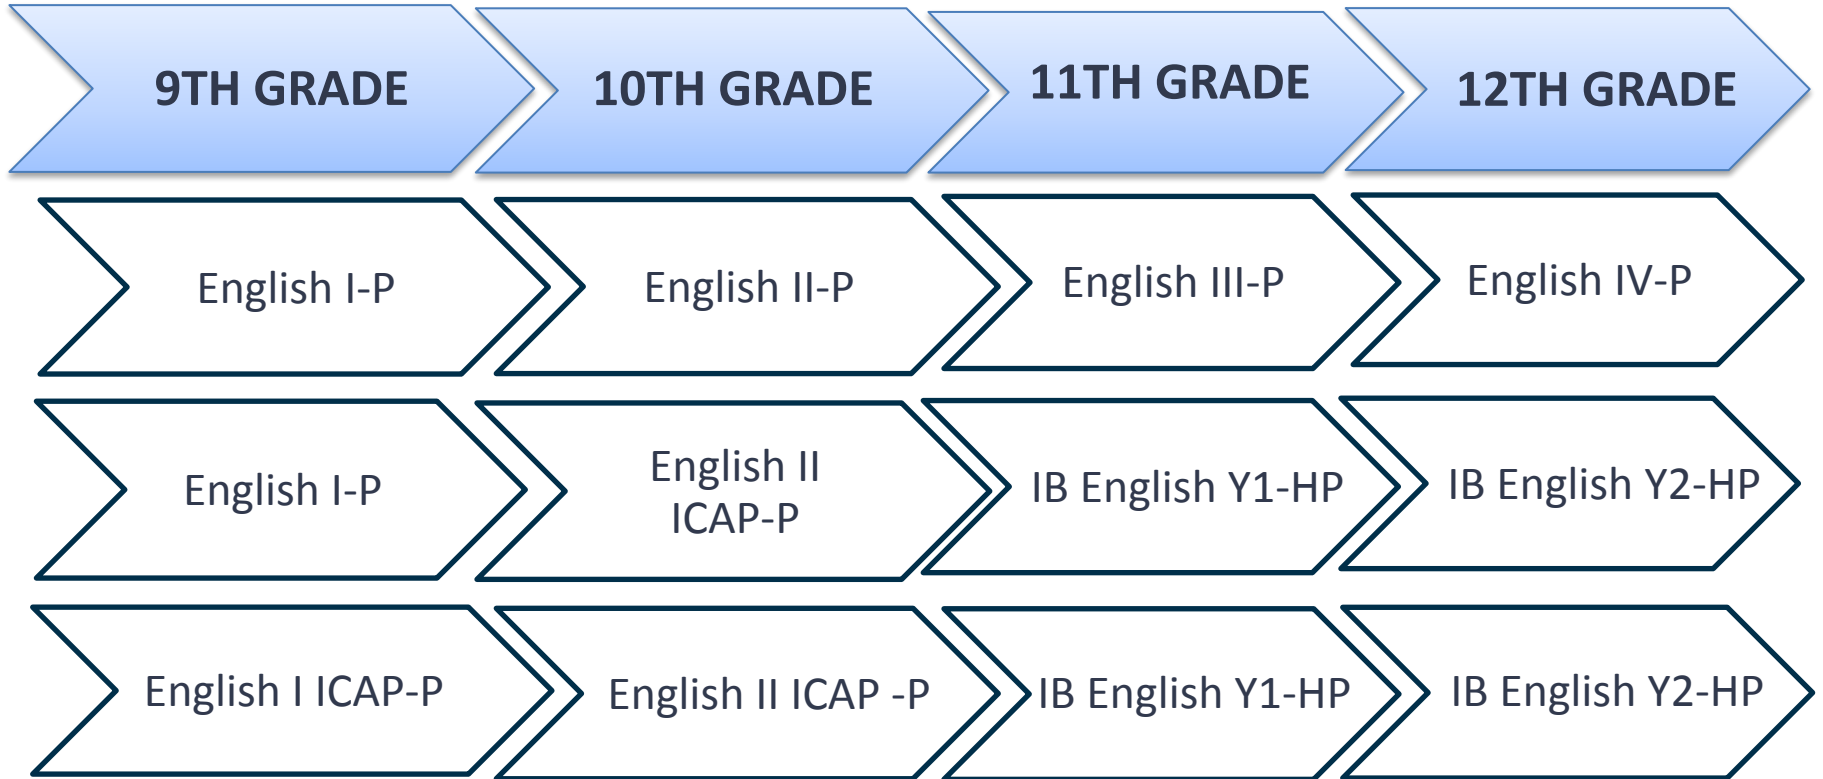 9TH GRADE
10TH GRADE
11TH GRADE
12TH GRADE
English I-P
English II-P
English III-P
English IV-P
English I-P
English II
ICAP-P
IB English Y1-HP
IB English Y2-HP
English I ICAP-P
English II ICAP -P
IB English Y1-HP
IB English Y2-HP